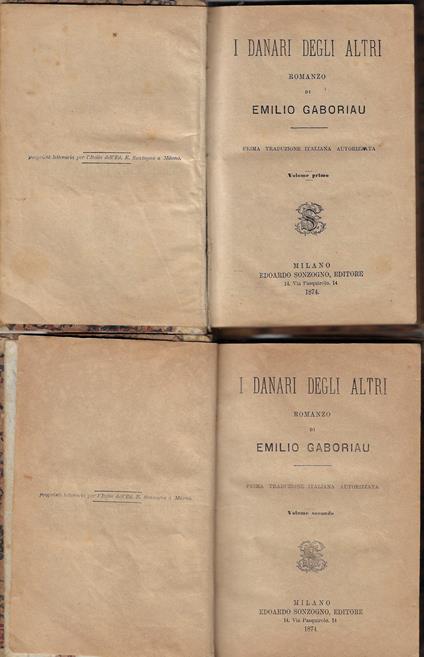 proprietà letteraria per l'Italia dell'Ed. E. Sonzogno a Milano.
I DANARI DEGLI ALTRI
ROMANZO
DI
EMILIO GABORIAU
PRIMA TRADUZIONE ITALIANA AUTORIZZATA
Volume primo
MILANO
EDOARDO SONZOGNO, EDITORE
14. Via Pasquirolo. 14
1874.
proprietà letteraria per l'Italia dell'Ed. E. Sonzogno a Milano.
I DANARI DEGLI ALTRI
ROMANZO
DI
EMILIO GABORIAU
PRIMA TRADUZIONE ITALIANA AUTORIZZATA
Volume secondo
MILANO
EDOARDO SONZOGNO, EDITORE
14. Via Pasquirolo. 14
1874